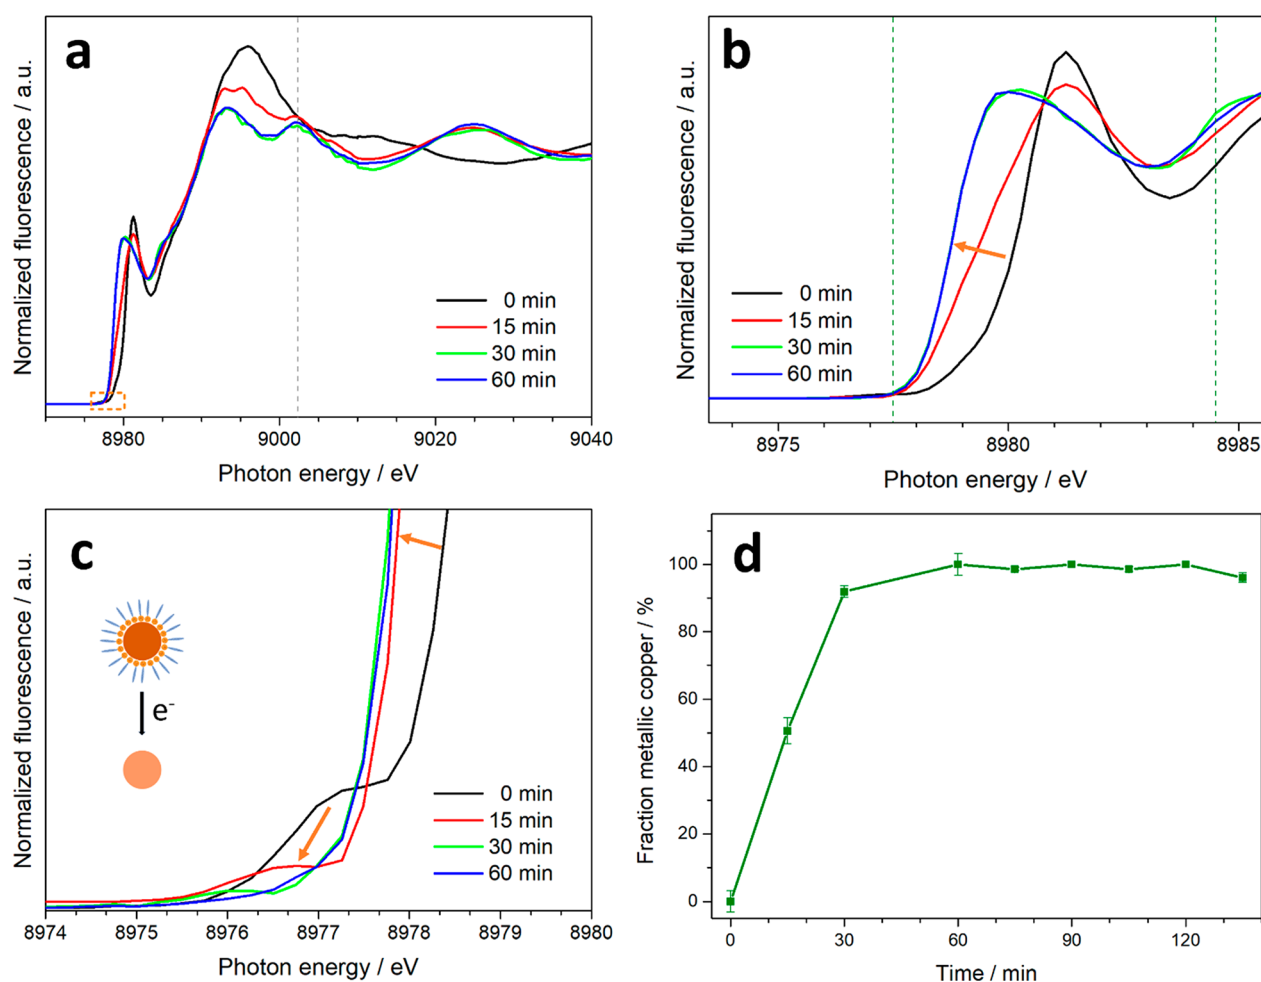 a
Normalized fluorescence / a.u.
0 min
15 min
30 min
60 min
8980 9000 9020 9040
Photon energy / eV
b
Normalized fluorescence / a.u.
0 min
15 min
30 min
60 min
8975 8980 8985
Photon energy / eV
c
Normalized fluorescence / a.u.
e-
0 min
15 min
30 min
60 min
8974 8975 8976 8977 8978 8979 8980
Photon energy / eV
d
Fraction metallic copper / %
100
80
60
40
20
0
0 30 60 90 120
Time / min